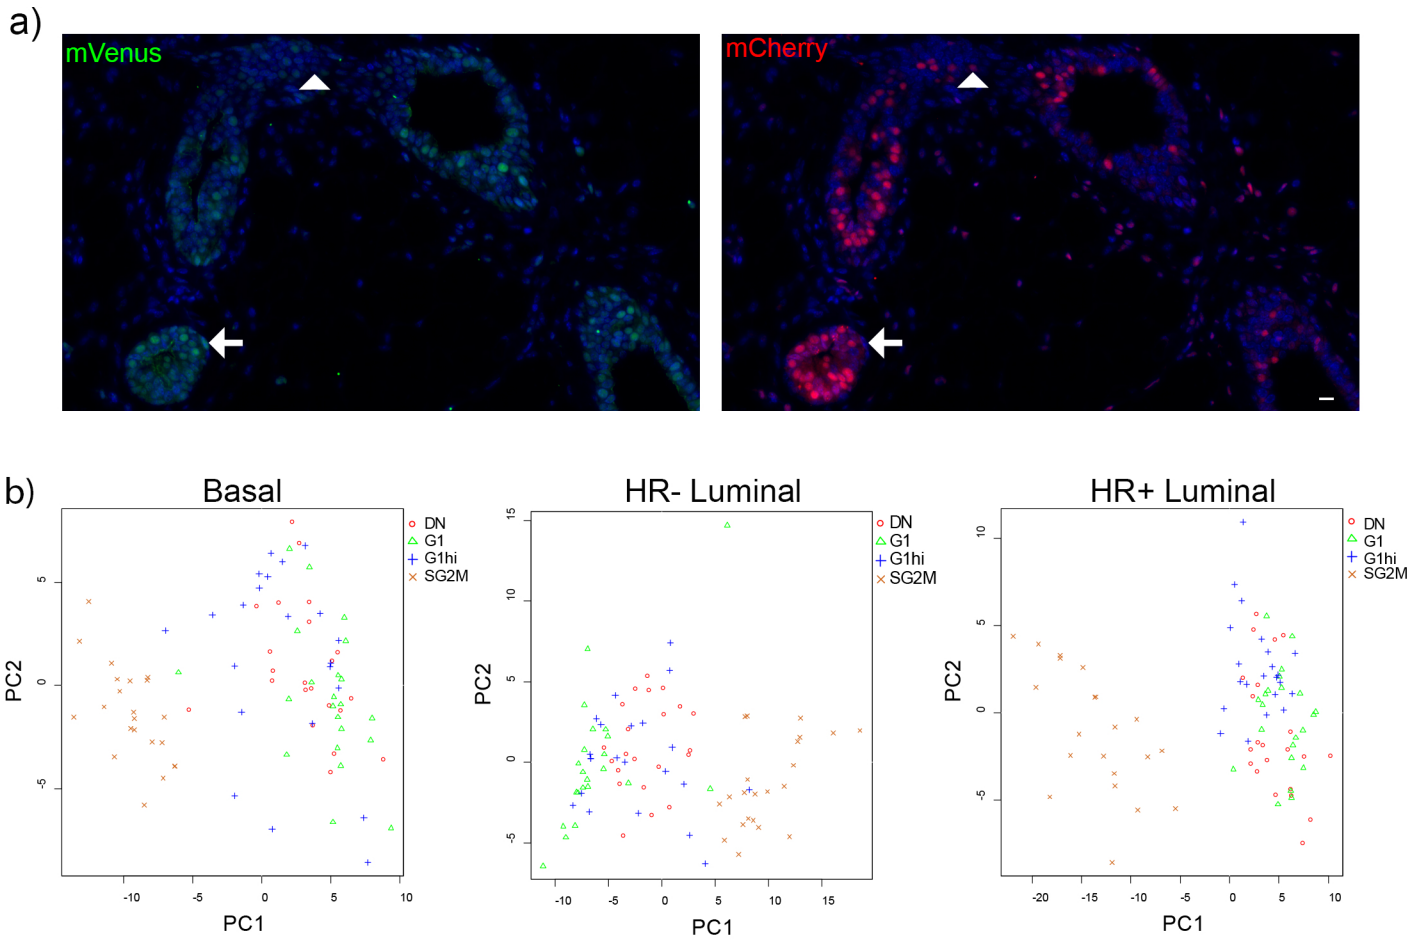 a)
mVenus
mCherry
b)
Basal
HR- Luminal
HR+ Luminal
DN
G1
G1hi
SG2M
DN
G1
G1hi
SG2M
DN
G1
G1hi
SG2M
PC2
5
0
-5
-10
-5
0
5
10
PC1
PC2
15
10
5
0
-5
-10
-5
0
5
10
15
PC1
PC2
10
5
0
-5
-20
-15
-10
-5
0
5
10
PC1